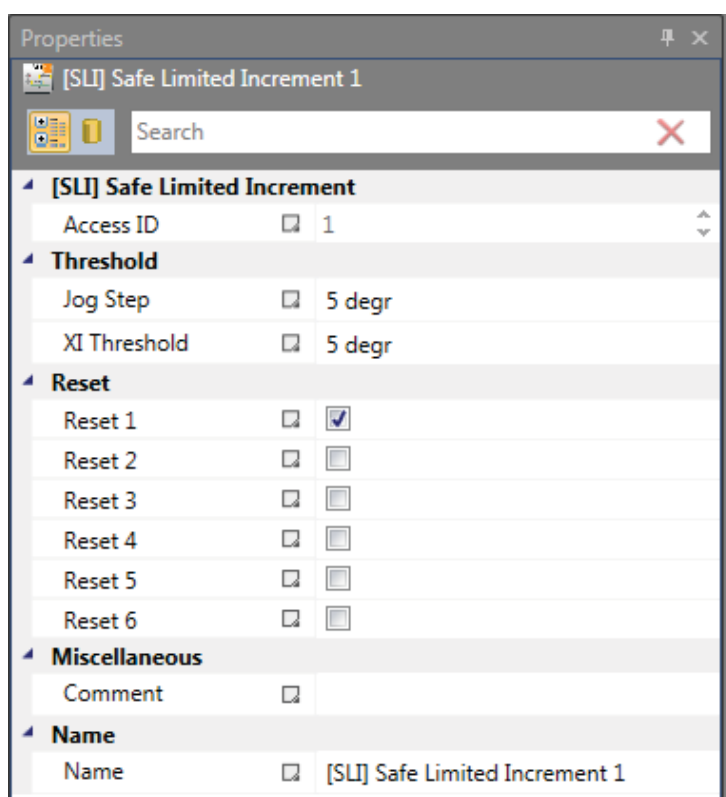 Properties
[SLI] Safe Limited Increment 1
Search
[SLI] Safe Limited Increment
Access ID 1
Threshold
Jog Step 5 degr
XI Threshold 5 degr
Reset
Reset 1
Reset 2
Reset 3
Reset 4
Reset 5
Reset 6
Miscellaneous
Comment
Name
Name [SLI] Safe Limited Increment 1